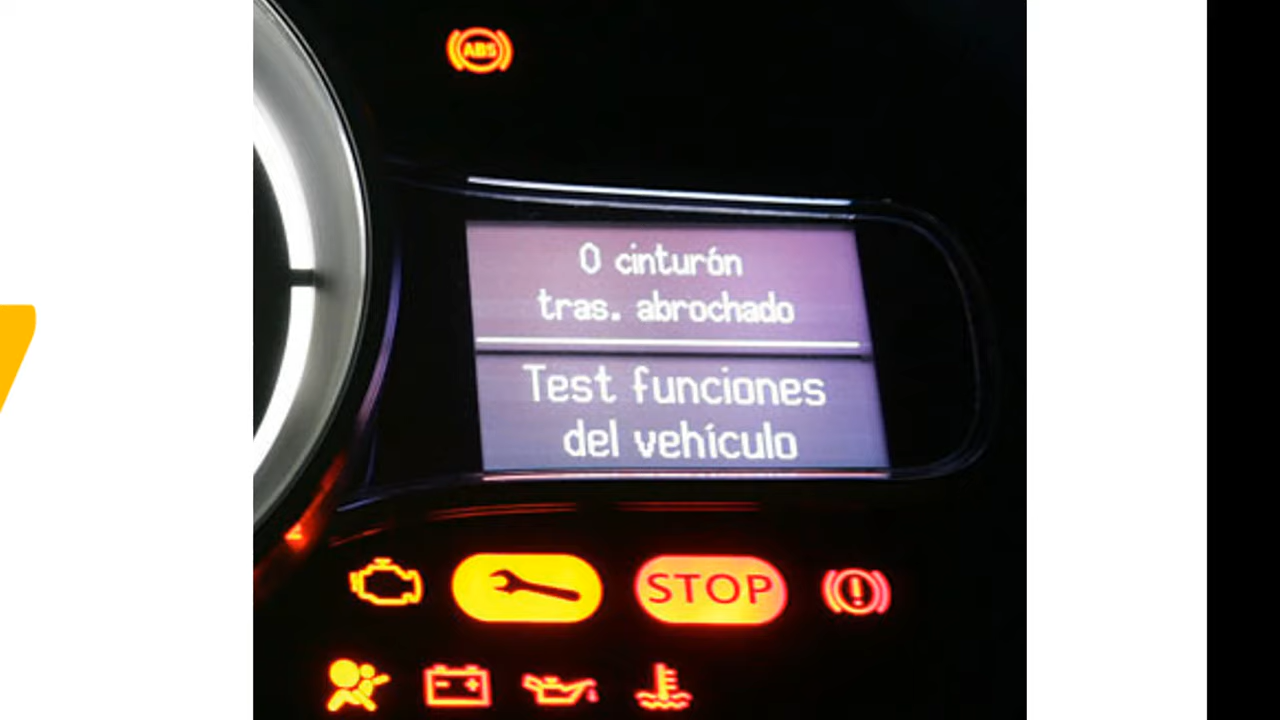 ABS
0 cinturón
tras. abrochado
Test funciones
del vehículo
STOP